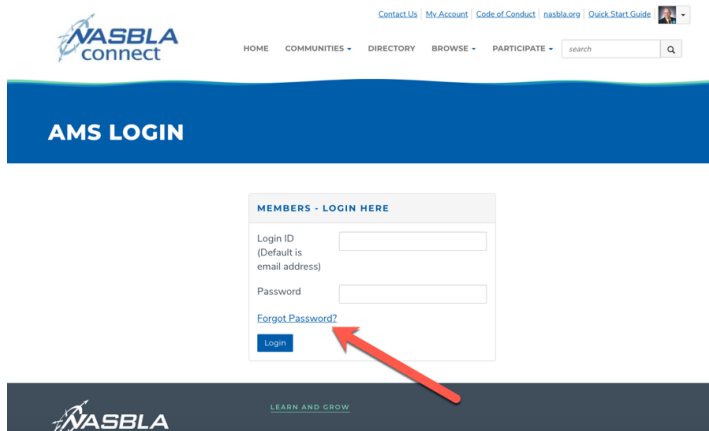 Contact Us My Account Code of Conduct nasbla.org Quick Start Guide
NASBLA
connect
HOME COMMUNITIES DIRECTORY BROWSE PARTICIPATE search
AMS LOGIN
MEMBERS - LOGIN HERE
Login ID
(Default is
email address)
Password
Forgot Password?
Login
LEARN AND GROW
NASBLA